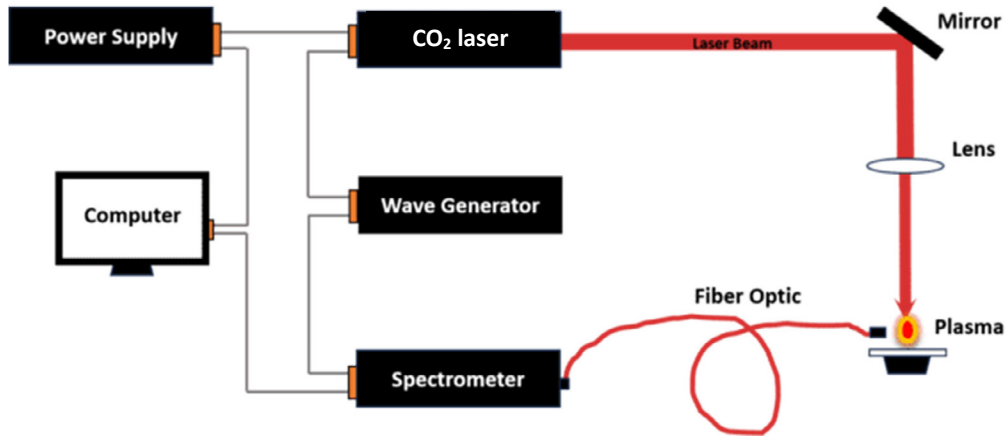 Power Supply
CO₂ laser
Laser Beam
Mirror
Lens
Computer
Wave Generator
Fiber Optic
Plasma
Spectrometer